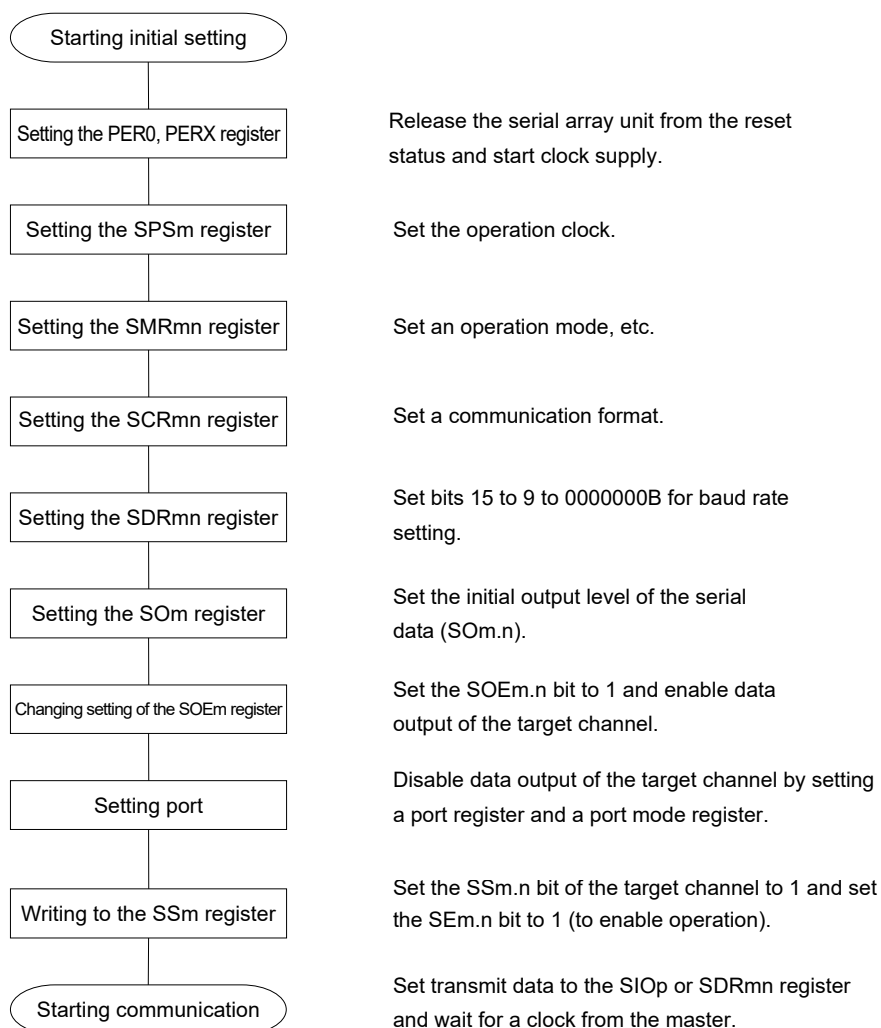 Starting initial setting
Setting the PER0, PERX register
Release the serial array unit from the reset
status and start clock supply.
Setting the SPSm register
Set the operation clock.
Setting the SMRmn register
Set an operation mode, etc.
Setting the SCRmn register
Set a communication format.
Setting the SDRmn register
Set bits 15 to 9 to 0000000B for baud rate
setting.
Setting the SOm register
Set the initial output level of the serial
data (SOm.n).
Changing setting of the SOEm register
Set the SOEm.n bit to 1 and enable data
output of the target channel.
Setting port
Disable data output of the target channel by setting
a port register and a port mode register.
Writing to the SSm register
Set the SSm.n bit of the target channel to 1 and set
the SEm.n bit to 1 (to enable operation).
Starting communication
Set transmit data to the SIOp or SDRmn register
and wait for a clock from the master.